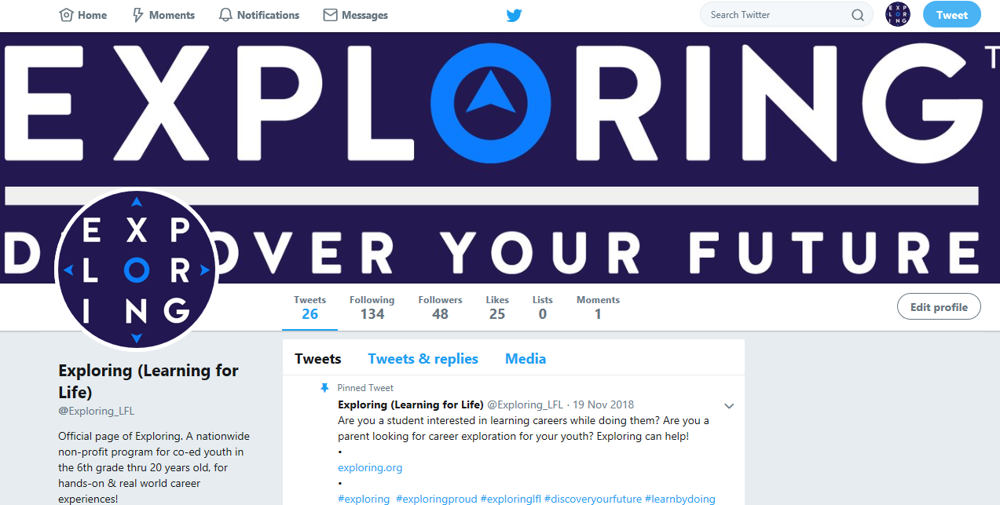 Home Moments Notifications Messages Search Twitter EXP LOR ING Tweet
EXPLORING™
D OVER YOUR FUTURE
E X P
L O R
I N G
Tweets Following Followers Likes Lists Moments
26 134 48 25 0 1
Edit profile
Exploring (Learning for
Life)
@Exploring_LFL
Official page of Exploring. A nationwide
non-profit program for co-ed youth in
the 6th grade thru 20 years old, for
hands-on & real world career
experiences!
Tweets Tweets & replies Media
Pinned Tweet
Exploring (Learning for Life) @Exploring_LFL · 19 Nov 2018
Are you a student interested in learning careers while doing them? Are you a
parent looking for career exploration for your youth? Exploring can help!
•
exploring.org
•
#exploring #exploringproud #exploringlfl #discoveryourfuture #learnbydoing